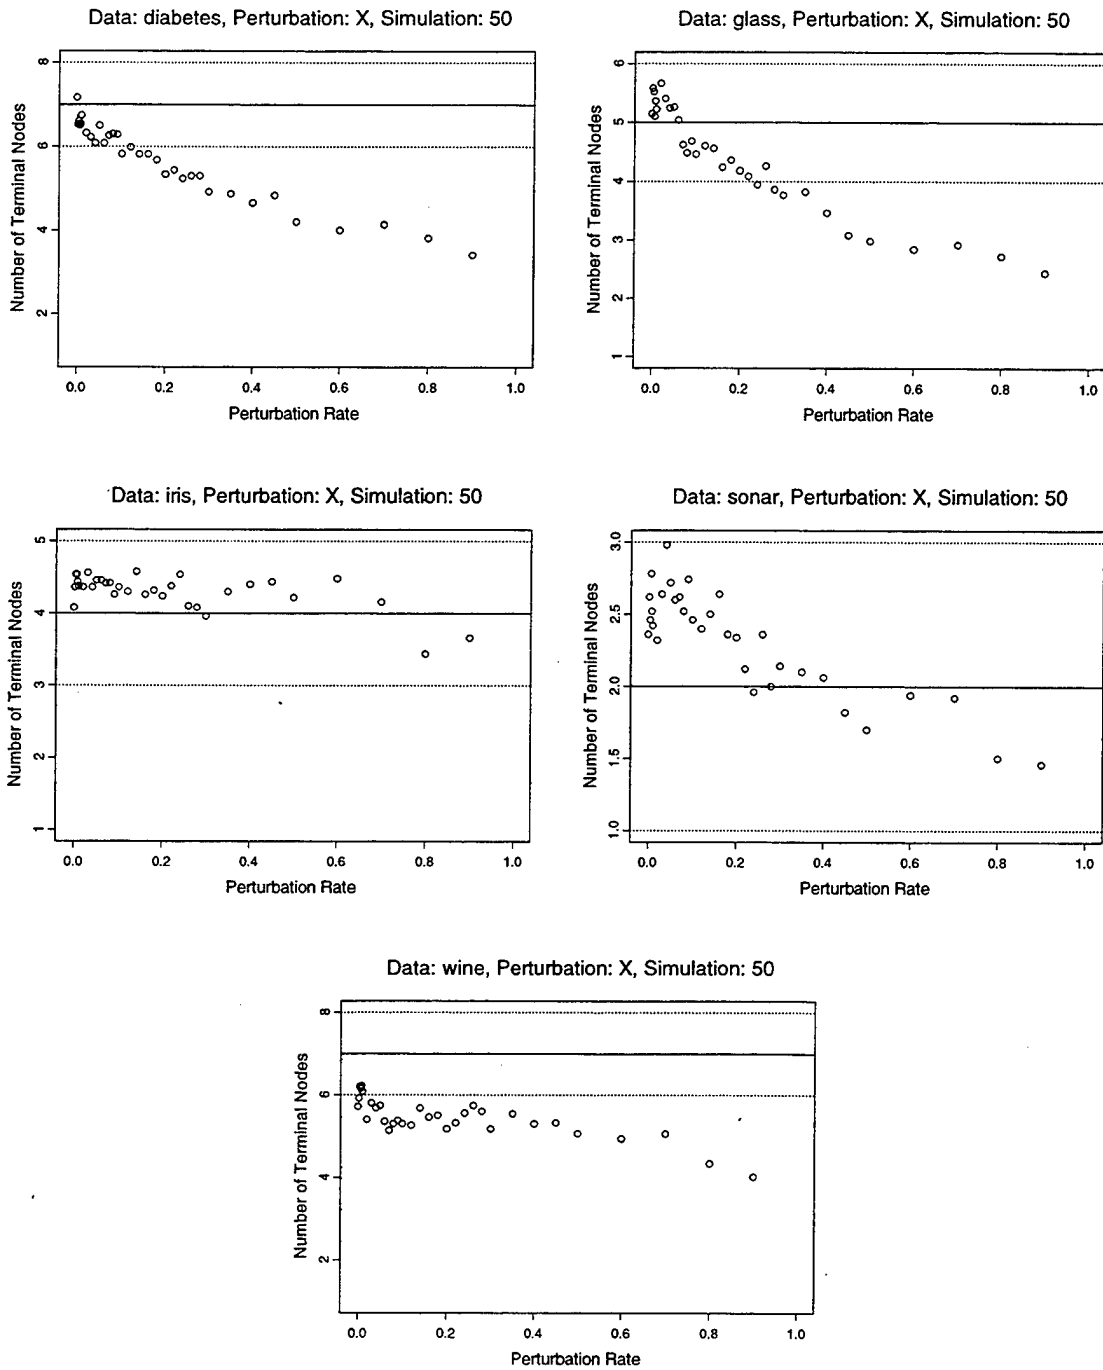 Data: diabetes, Perturbation: X, Simulation: 50
Number of Terminal Nodes
8
6
4
2
0.0 0.2 0.4 0.6 0.8 1.0
Perturbation Rate
Data: glass, Perturbation: X, Simulation: 50
Number of Terminal Nodes
6
5
4
3
2
1
0.0 0.2 0.4 0.6 0.8 1.0
Perturbation Rate
Data: iris, Perturbation: X, Simulation: 50
Number of Terminal Nodes
5
4
3
2
1
0.0 0.2 0.4 0.6 0.8 1.0
Perturbation Rate
Data: sonar, Perturbation: X, Simulation: 50
Number of Terminal Nodes
3.0
2.5
2.0
1.5
1.0
0.0 0.2 0.4 0.6 0.8 1.0
Perturbation Rate
Data: wine, Perturbation: X, Simulation: 50
Number of Terminal Nodes
8
6
4
2
0.0 0.2 0.4 0.6 0.8 1.0
Perturbation Rate